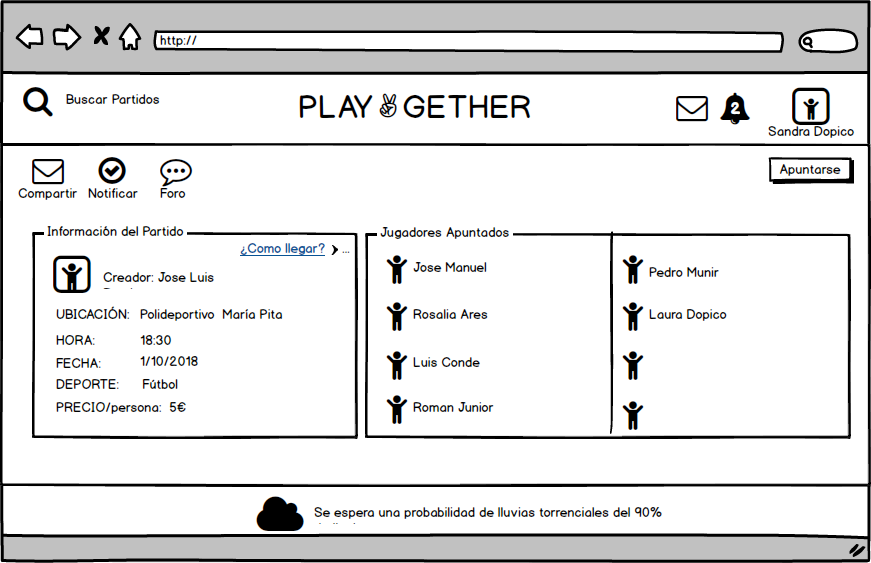 http://
Buscar Partidos
PLAY GETHER
2
Sandra Dopico
Compartir
Notificar
Foro
Apuntarse
Información del Partido
¿Como llegar? ...
Creador: Jose Luis
UBICACIÓN: Polideportivo María Pita
HORA: 18:30
FECHA: 1/10/2018
DEPORTE: Fútbol
PRECIO/persona: 5€
Jugadores Apuntados
Jose Manuel
Rosalia Ares
Luis Conde
Roman Junior
Pedro Munir
Laura Dopico
Se espera una probabilidad de lluvias torrenciales del 90%